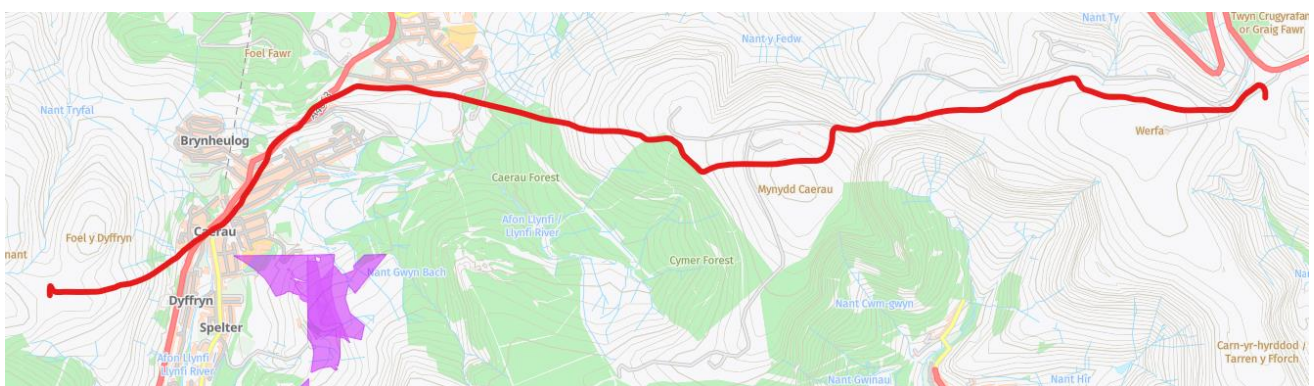 Nant Ty
Twyn Crugyrafan
or Graig Fawr
Nant y Fedw
Foel Fawr
Nant Tryfal
Brynheulog
Werfa
Caerau Forest
Mynydd Caerau
Afon Llynfi /
Llynfi River
Caerau
Foel y Dyffryn
nant
Cymer Forest
Nant Gwyn Bach
Dyffryn
Nant Cwm-gwyn
Spelter
Carn-yr-hyrddod /
Tarren y Fforch
Afon Llynfi /
Llynfi River
Nant Gwinau
Nant Hir